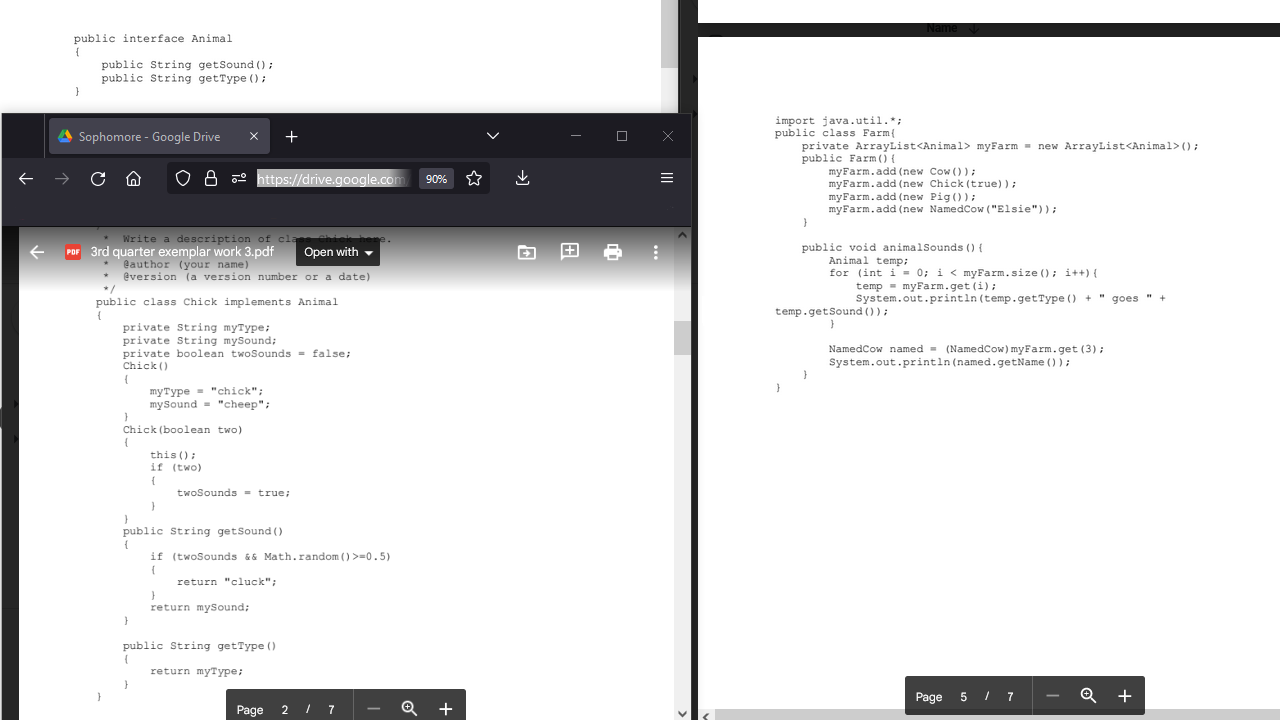 public interface Animal
{
public String getSound();
public String getType();
}
Sophomore - Google Drive
https://drive.google.com
90%
Write a description of class Chick here.
3rd quarter exemplar work 3.pdf
PDF
Open with
* @author (your name)
* @version (a version number or a date)
*/
public class Chick implements Animal
{
private String myType;
private String mySound;
private boolean twoSounds = false;
Chick()
{
myType = "chick";
mySound = "cheep";
}
Chick(boolean two)
{
this();
if (two)
{
twoSounds = true;
}
}
public String getSound()
{
if (twoSounds && Math.random()>=0.5)
{
return "cluck";
}
return mySound;
}
public String getType()
{
return myType;
}
}
Page 2 / 7
Name
import java.util.*;
public class Farm{
private ArrayList<Animal> myFarm = new ArrayList<Animal>();
public Farm(){
myFarm.add(new Cow());
myFarm.add(new Chick(true));
myFarm.add(new Pig());
myFarm.add(new NamedCow("Elsie"));
}
public void animalSounds(){
Animal temp;
for (int i = 0; i < myFarm.size(); i++){
temp = myFarm.get(i);
System.out.println(temp.getType() + " goes " +
temp.getSound());
}
NamedCow named = (NamedCow)myFarm.get(3);
System.out.println(named.getName());
}
}
Page 5 / 7